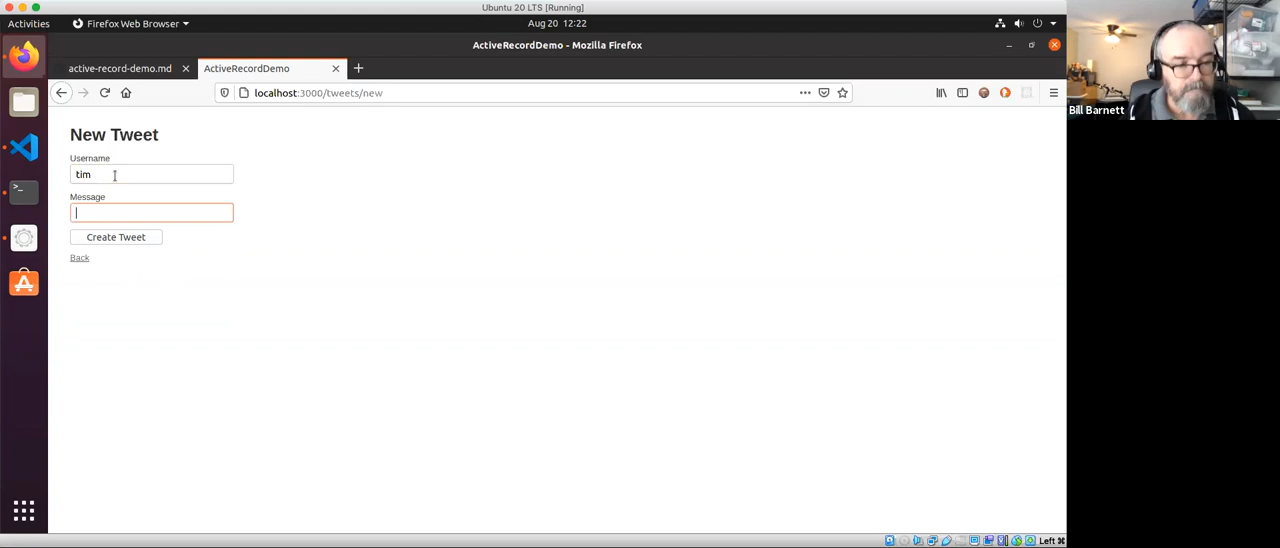 Ubuntu 20 LTS [Running]
Activities
Firefox Web Browser
Aug 20 12:22
ActiveRecordDemo - Mozilla Firefox
active-record-demo.md
ActiveRecordDemo
localhost:3000/tweets/new
Bill Barnett
New Tweet
Username
tim
Message
Create Tweet
Back
Left ⌘